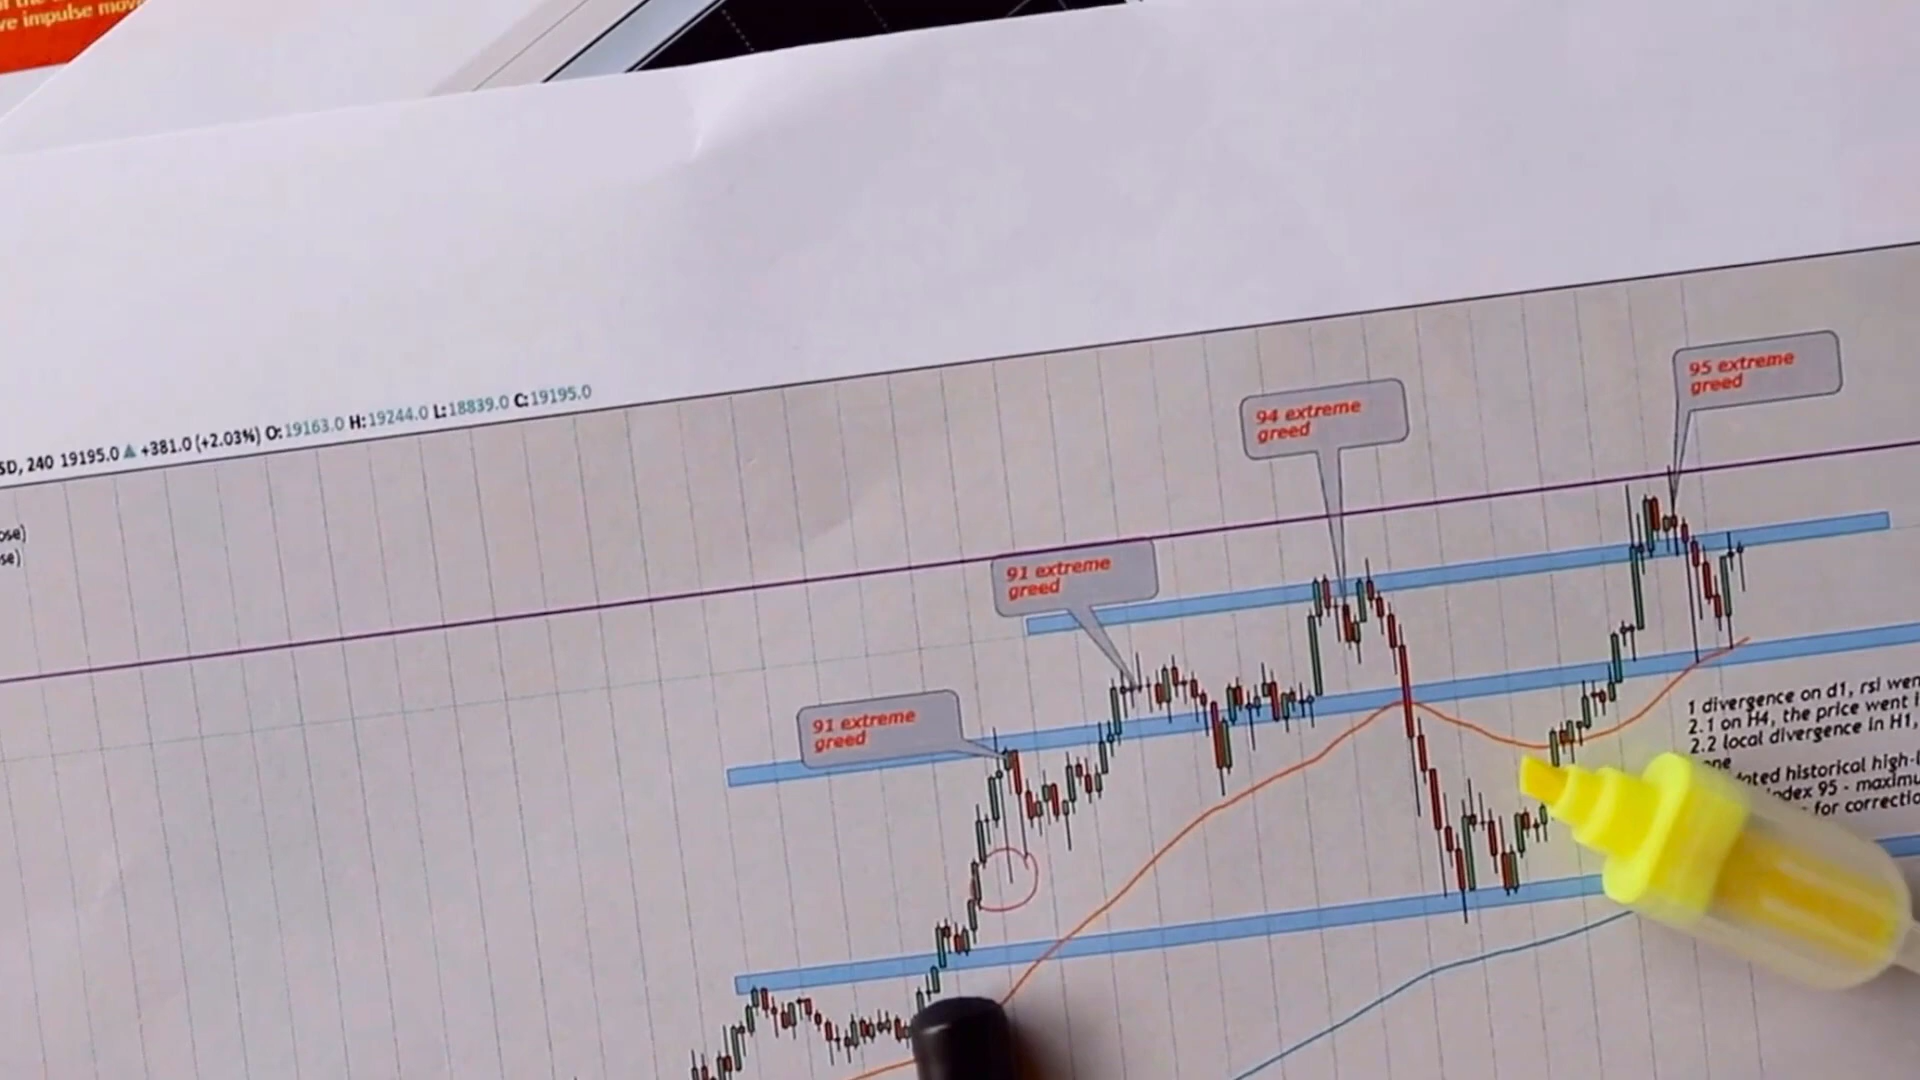 impulse mov
SD, 240 19195.0 ▲ +381.0 (+2.03%) O:19163.0 H:19244.0 L:18839.0 C:19195.0
ose)
se)
95 extreme
greed
94 extreme
greed
91 extreme
greed
91 extreme
greed
1 divergence on d1, rsi wen
2.1 on H4, the price went i
2.2 local divergence in H1,
historical high-l
95 - maximu
for correctio